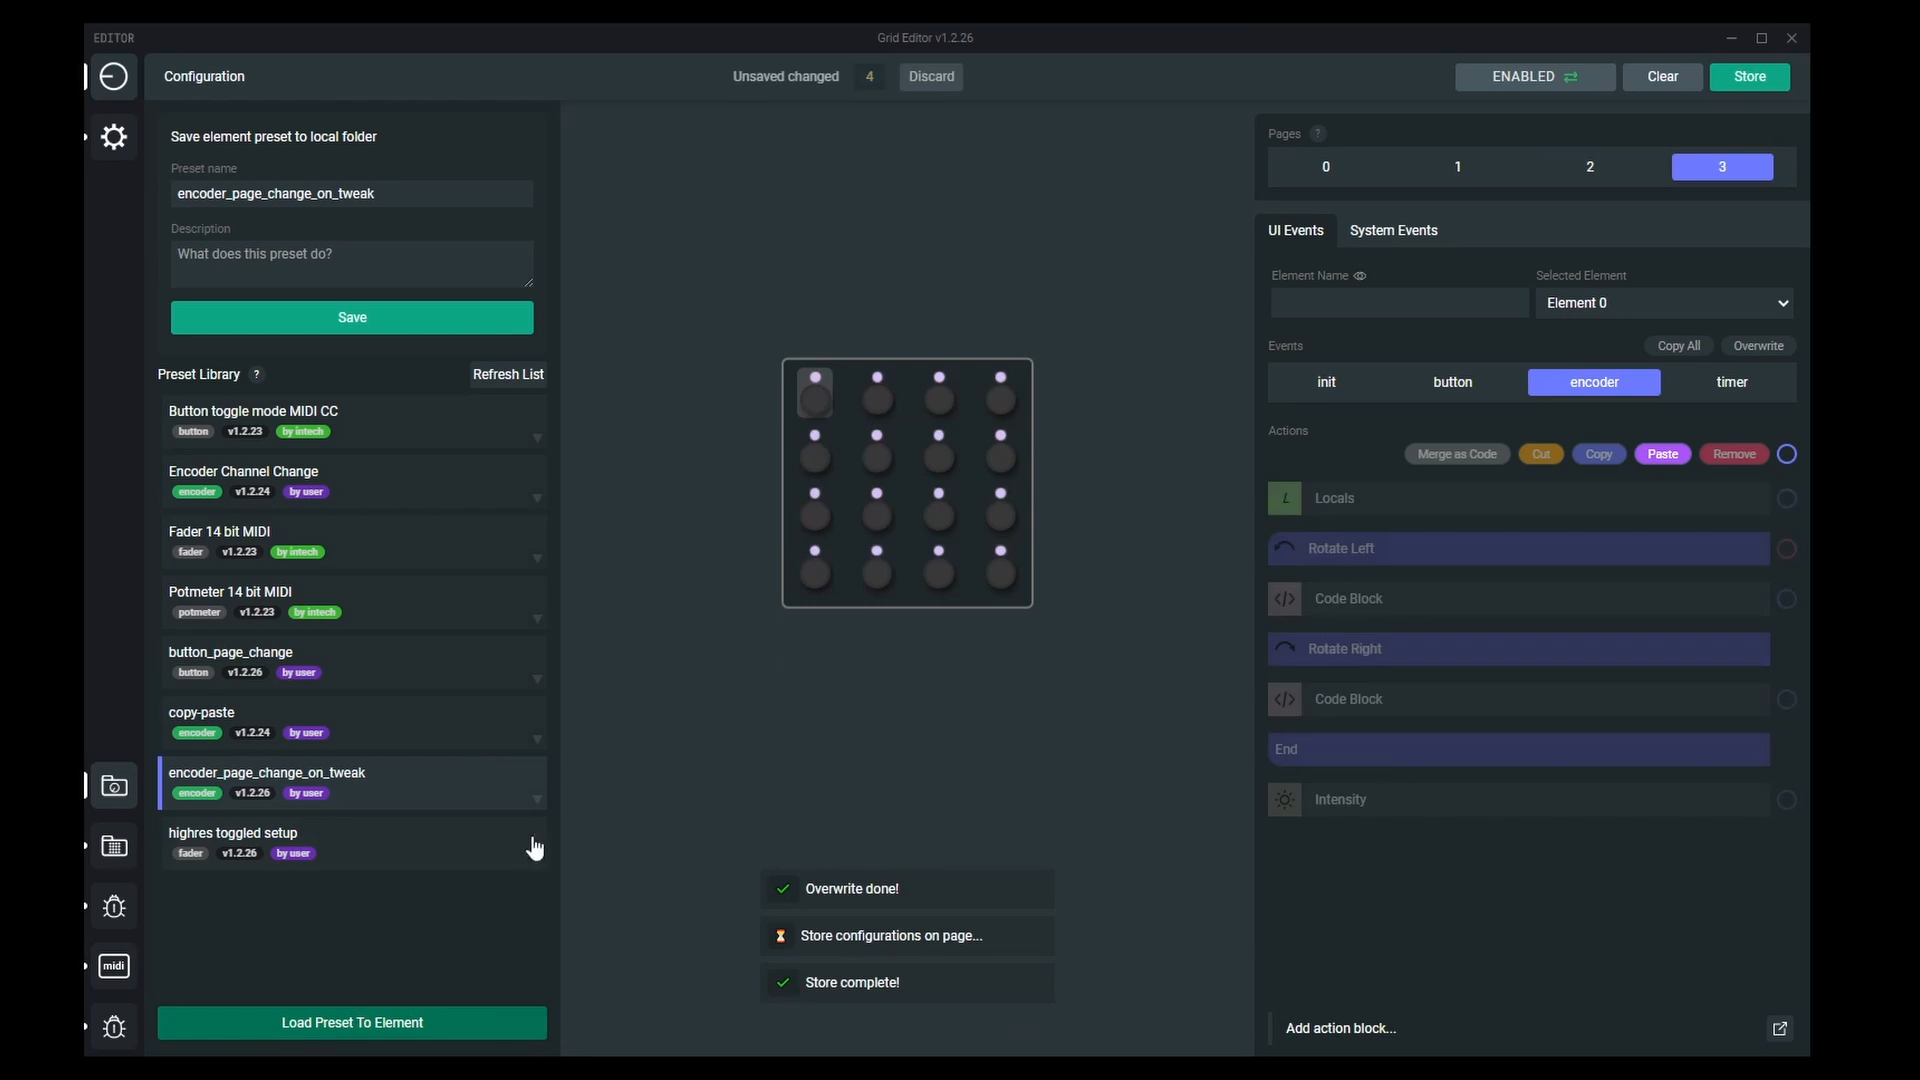 EDITOR
Grid Editor v1.2.26
Configuration
Unsaved changed 4 Discard
ENABLED Clear Store
Save element preset to local folder
Preset name
encoder_page_change_on_tweak
Description
What does this preset do?
Save
Preset Library ? Refresh List
Button toggle mode MIDI CC
button v1.2.23 by intech
Encoder Channel Change
encoder v1.2.24 by user
Fader 14 bit MIDI
fader v1.2.23 by intech
Potmeter 14 bit MIDI
potmeter v1.2.23 by intech
button_page_change
button v1.2.26 by user
copy-paste
encoder v1.2.24 by user
encoder_page_change_on_tweak
encoder v1.2.26 by user
highres toggled setup
fader v1.2.26 by user
midi
Load Preset To Element
Overwrite done!
Store configurations on page...
Store complete!
Pages ?
0 1 2 3
UI Events System Events
Element Name Selected Element
Element 0
Events Copy All Overwrite
init button encoder timer
Actions
Merge as Code Cut Copy Paste Remove
L Locals
Rotate Left
</> Code Block
Rotate Right
</> Code Block
End
Intensity
Add action block...